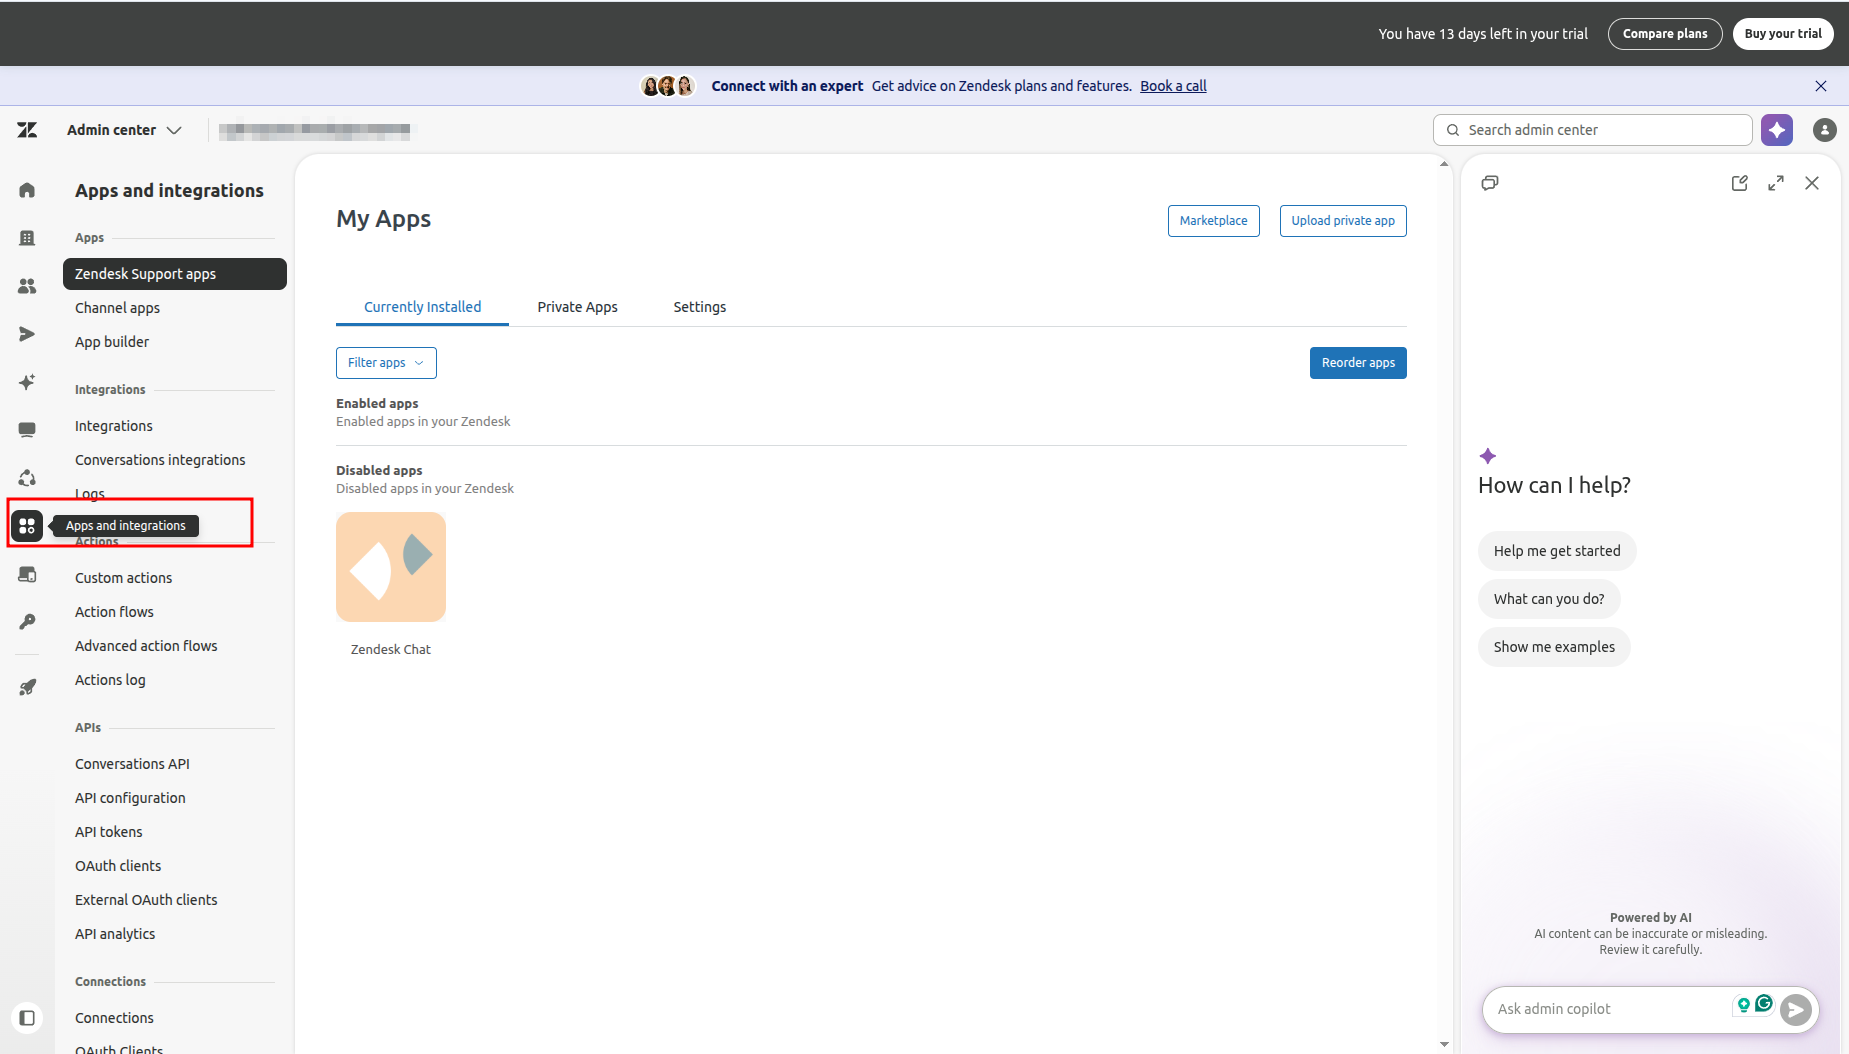 You have 13 days left in your trial
Compare plans
Buy your trial
Connect with an expert Get advice on Zendesk plans and features. Book a call
Admin center
Search admin center
Apps and integrations
Apps
Zendesk Support apps
Channel apps
App builder
Integrations
Integrations
Conversations integrations
Logs
Apps and integrations
Actions
Custom actions
Action flows
Advanced action flows
Actions log
APIs
Conversations API
API configuration
API tokens
OAuth clients
External OAuth clients
API analytics
Connections
Connections
OAuth Clients
My Apps
Marketplace
Upload private app
Currently Installed
Private Apps
Settings
Filter apps
Reorder apps
Enabled apps
Enabled apps in your Zendesk
Disabled apps
Disabled apps in your Zendesk
Zendesk Chat
How can I help?
Help me get started
What can you do?
Show me examples
Powered by AI
AI content can be inaccurate or misleading.
Review it carefully.
Ask admin copilot